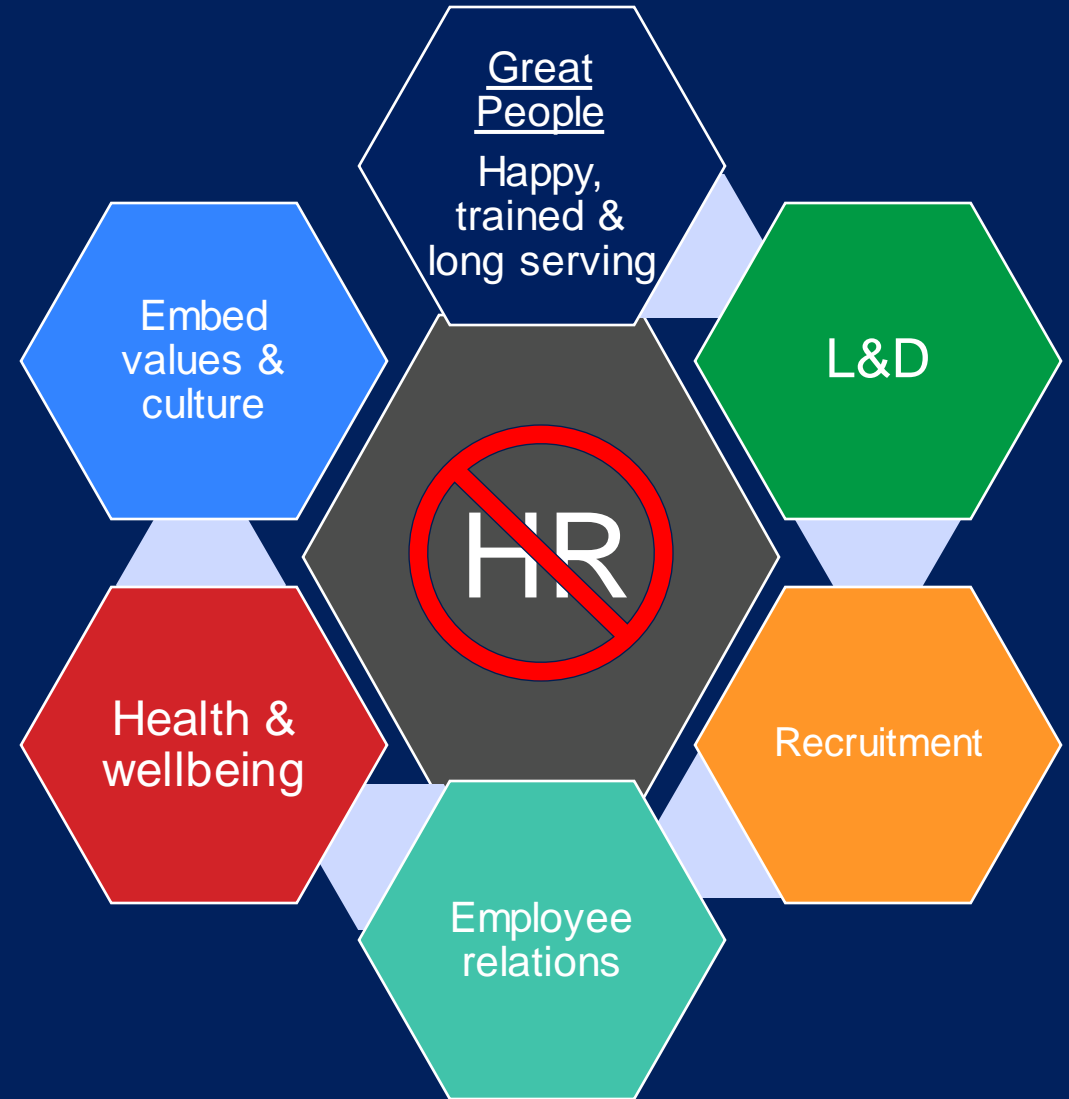 Great
People
Happy,
trained &
long serving
L&D
Recruitment
Employee
relations
Health &
wellbeing
Embed
values &
culture
HR